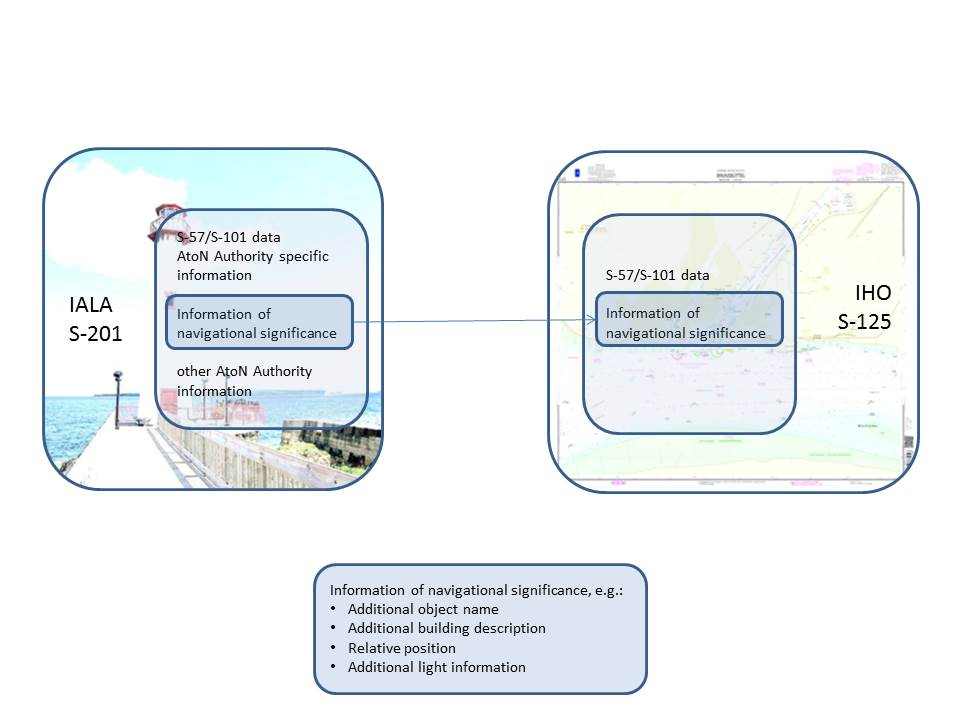 IALA
S-201
S-57/S-101 data
AtoN Authority specific
information
Information of
navigational significance
other AtoN Authority
information
S-57/S-101 data
Information of
navigational significance
IHO
S-125
Information of navigational significance, e.g.:
• Additional object name
• Additional building description
• Relative position
• Additional light information